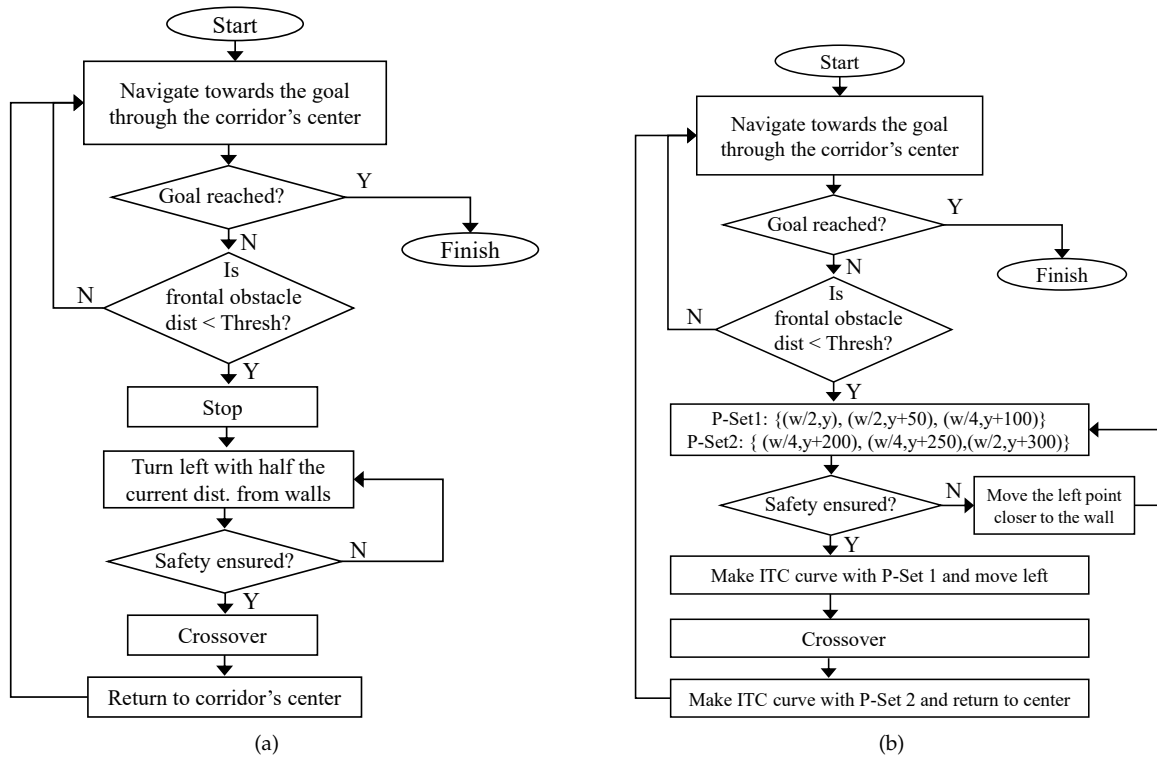 Start
Navigate towards the goal
through the corridor's center
Goal reached?
Y
Finish
N
Is
frontal obstacle
dist < Thresh?
N
Y
Stop
Turn left with half the
current dist. from walls
Safety ensured?
N
Y
Crossover
Return to corridor's center
(a)
Start
Navigate towards the goal
through the corridor's center
Goal reached?
Y
Finish
N
Is
frontal obstacle
dist < Thresh?
N
Y
P-Set1: {(w/2,y), (w/2,y+50), (w/4,y+100)}
P-Set2: { (w/4,y+200), (w/4,y+250),(w/2,y+300)}
Safety ensured?
N
Move the left point
closer to the wall
Y
Make ITC curve with P-Set 1 and move left
Crossover
Make ITC curve with P-Set 2 and return to center
(b)